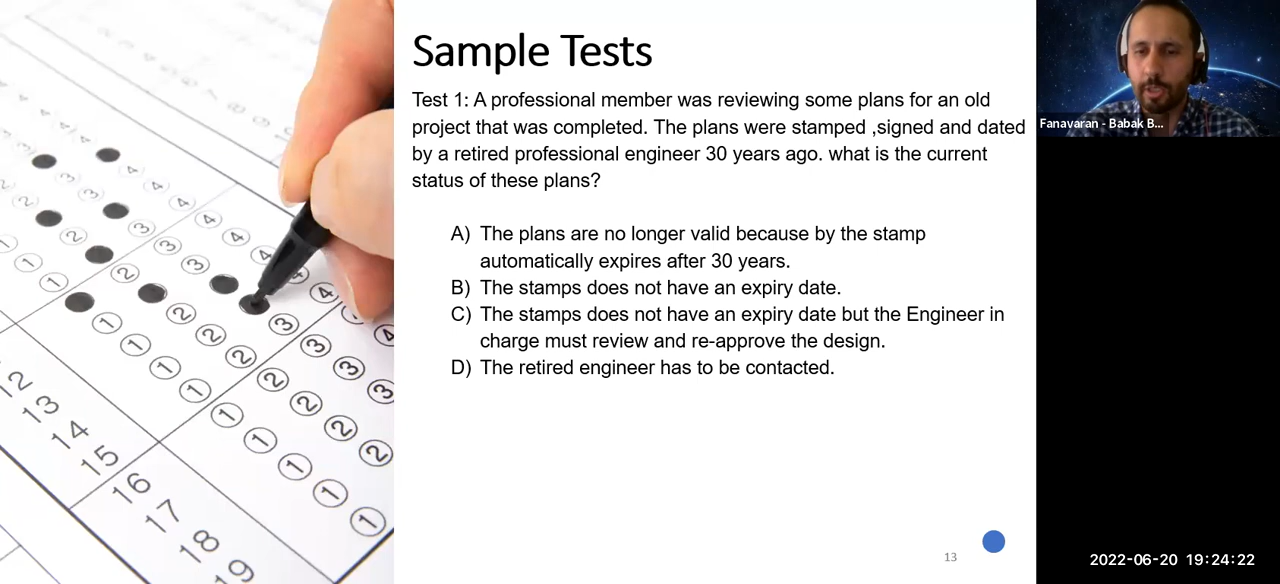 Sample Tests
Test 1: A professional member was reviewing some plans for an old
project that was completed. The plans were stamped ,signed and dated
by a retired professional engineer 30 years ago. what is the current
status of these plans?
A) The plans are no longer valid because by the stamp
automatically expires after 30 years.
B) The stamps does not have an expiry date.
C) The stamps does not have an expiry date but the Engineer in
charge must review and re-approve the design.
D) The retired engineer has to be contacted.
13
Fanavaran - Babak B...
2022-06-20 19:24:22
12
13
14
15
16
17
18
19